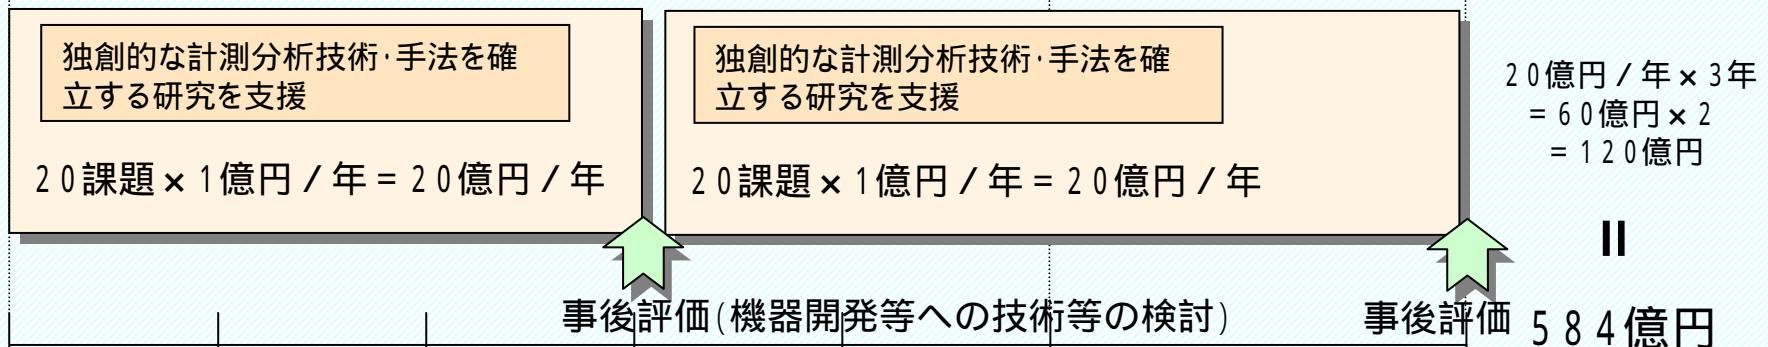 独創的な計測分析技術･手法を確
立する研究を支援
20課題×1億円／年=20億円／年
独創的な計測分析技術･手法を確
立する研究を支援
20課題×1億円／年=20億円／年
20億円／年×3年
=60億円×2
=120億円
=
事後評価(機器開発等への技術等の検討)
事後評価
584億円